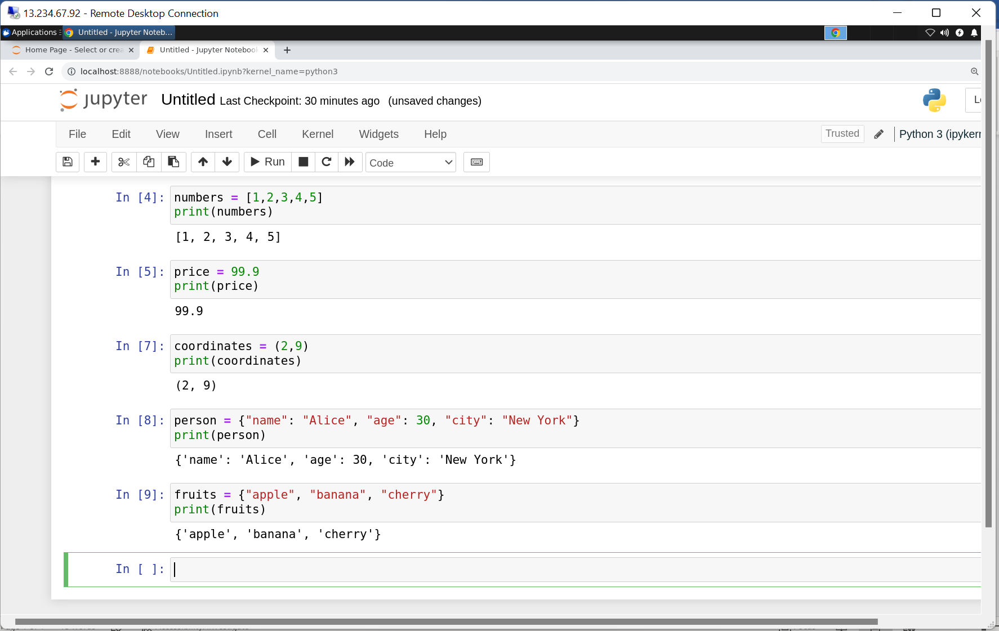 13.234.67.92 - Remote Desktop Connection
Applications Untitled - Jupyter Noteb...
Home Page - Select or crea Untitled - Jupyter Notebook
localhost:8888/notebooks/Untitled.ipynb?kernel_name=python3
jupyter Untitled Last Checkpoint: 30 minutes ago (unsaved changes)
File Edit View Insert Cell Kernel Widgets Help Trusted Python 3 (ipykern
Run Code
In [4]: numbers = [1,2,3,4,5]
print(numbers)
[1, 2, 3, 4, 5]
In [5]: price = 99.9
print(price)
99.9
In [7]: coordinates = (2,9)
print(coordinates)
(2, 9)
In [8]: person = {"name": "Alice", "age": 30, "city": "New York"}
print(person)
{'name': 'Alice', 'age': 30, 'city': 'New York'}
In [9]: fruits = {"apple", "banana", "cherry"}
print(fruits)
{'apple', 'banana', 'cherry'}
In [ ]: